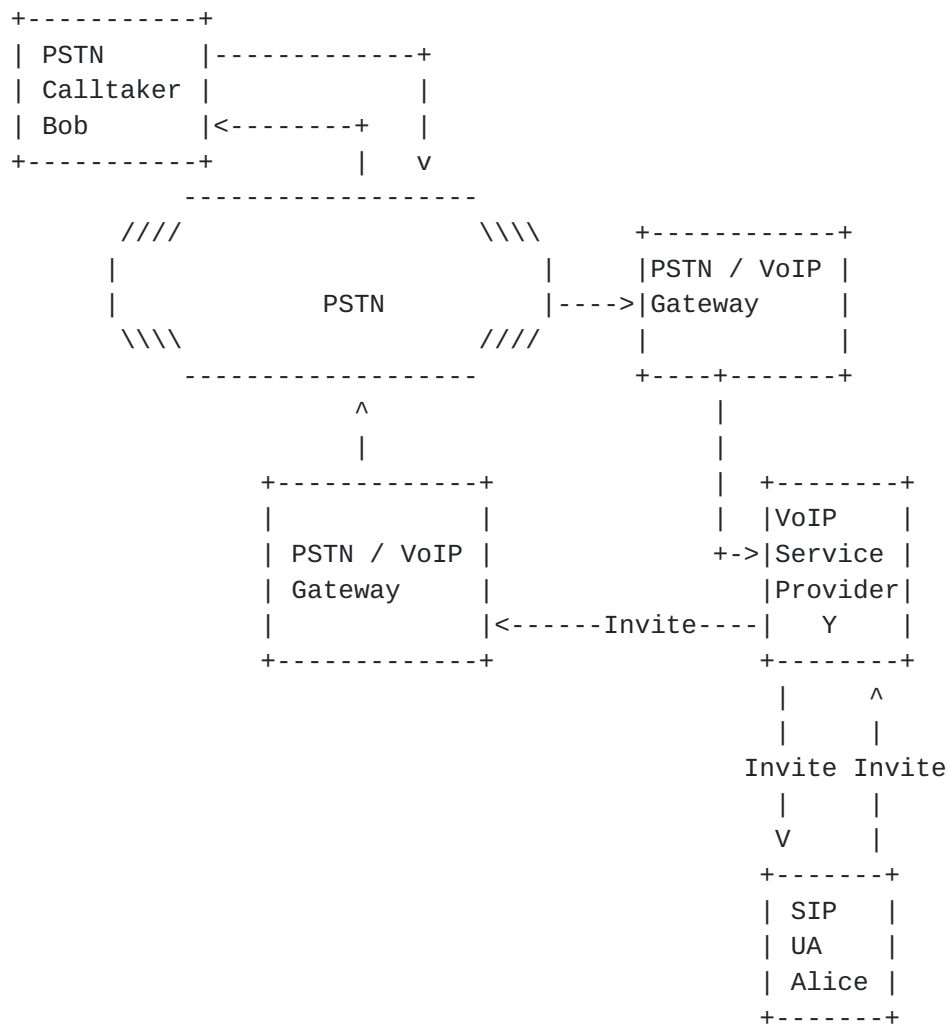 PSTN
Calltaker
Bob
PSTN / VoIP
PSTN
Gateway
VoIP
PSTN / VoIP
Service
Gateway
Provider
Invite
Y
Invite Invite
SIP
UA
Alice